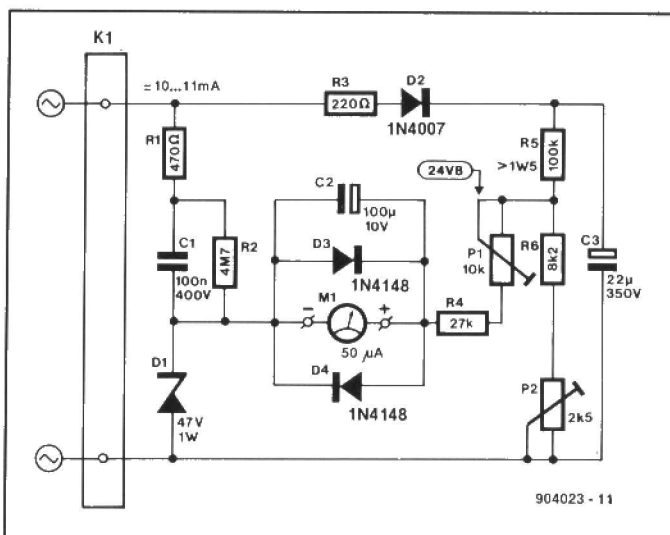 K1
≃ 10...11mA
R3
220Ω
D2
1N4007
R1
470Ω
R5
100k
>1W5
24V8
C2
100µ
10V
C1
100n
400V
R2
4M7
D3
1N4148
P1
10k
R6
8k2
C3
22µ
350V
M1
−
+
50 µA
R4
27k
D4
1N4148
D1
47V
1W
P2
2k5
904023 - 11